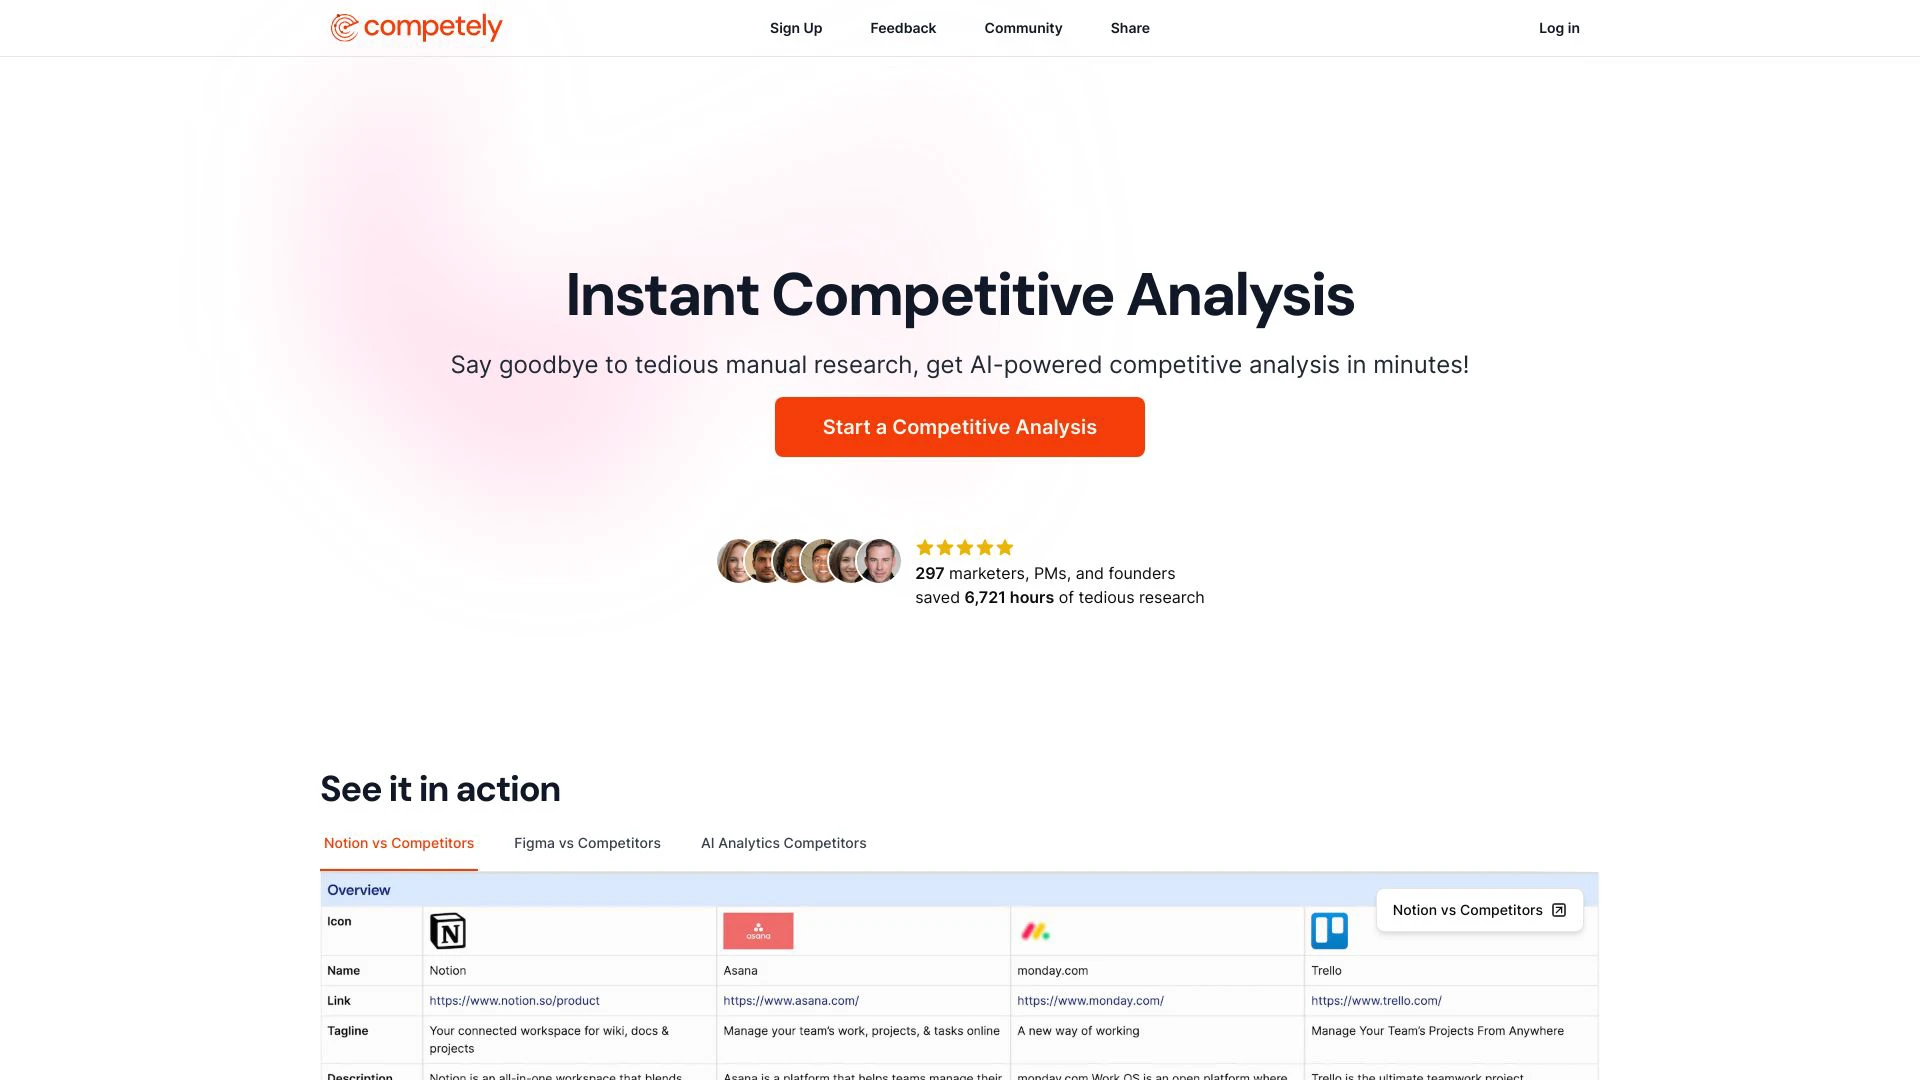 competely
Sign Up
Feedback
Community
Share
Log in
Instant Competitive Analysis
Say goodbye to tedious manual research, get AI-powered competitive analysis in minutes!
Start a Competitive Analysis
297 marketers, PMs, and founders
saved 6,721 hours of tedious research
See it in action
Notion vs Competitors
Figma vs Competitors
AI Analytics Competitors
Overview
Notion vs Competitors
Icon
N
asana
Name
Notion
Asana
monday.com
Trello
Link
https://www.notion.so/product
https://www.asana.com/
https://www.monday.com/
https://www.trello.com/
Tagline
Your connected workspace for wiki, docs &
projects
Manage your team's work, projects, & tasks online
A new way of working
Manage Your Team's Projects From Anywhere
Description
Notion is an all-in-one workspace that blends
Asana is a platform that helps teams manage their
monday.com Work OS is an open platform where
Trello is the ultimate teamwork project